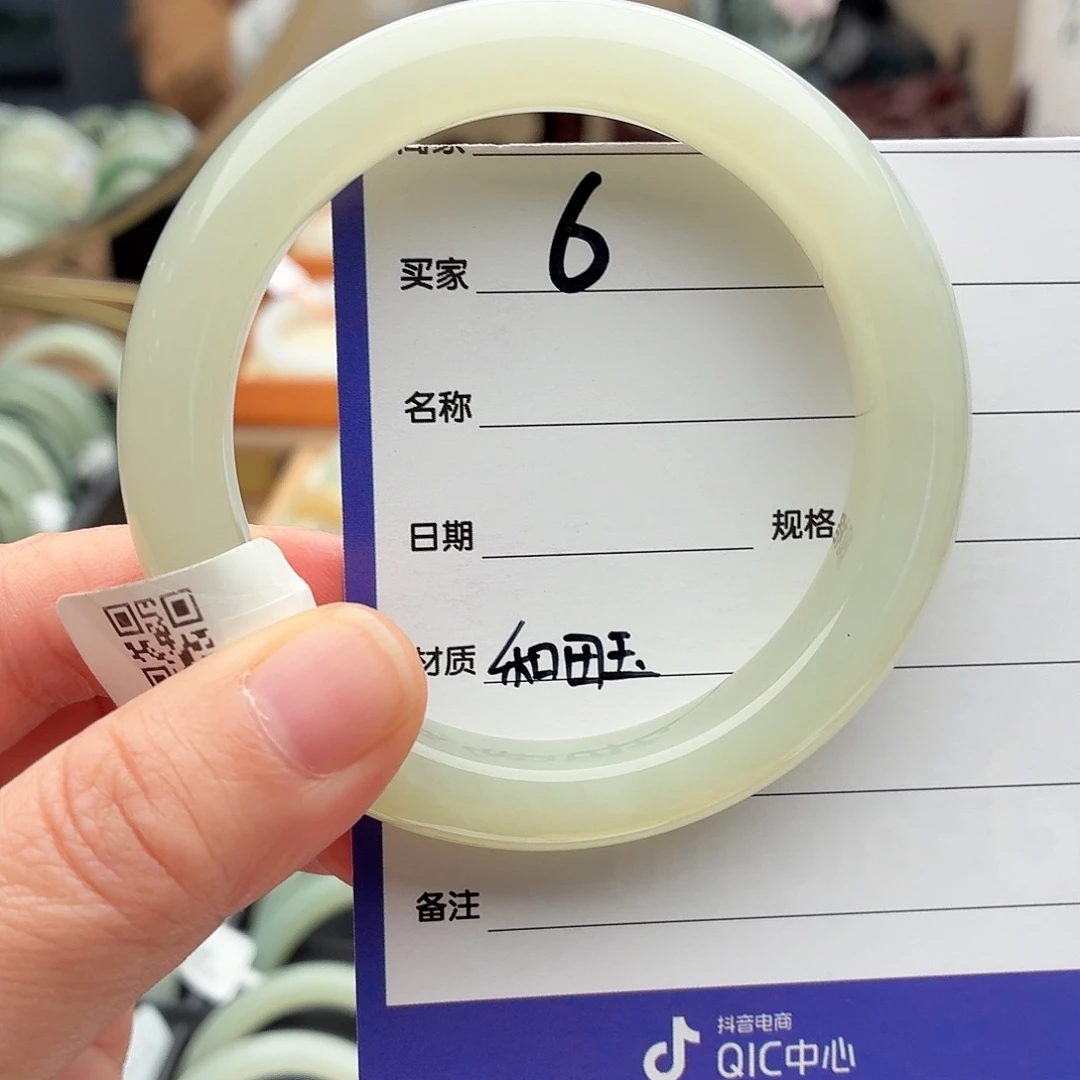 6
买家
名称
日期 规格
材质 和田玉
备注
抖音电商
QIC中心